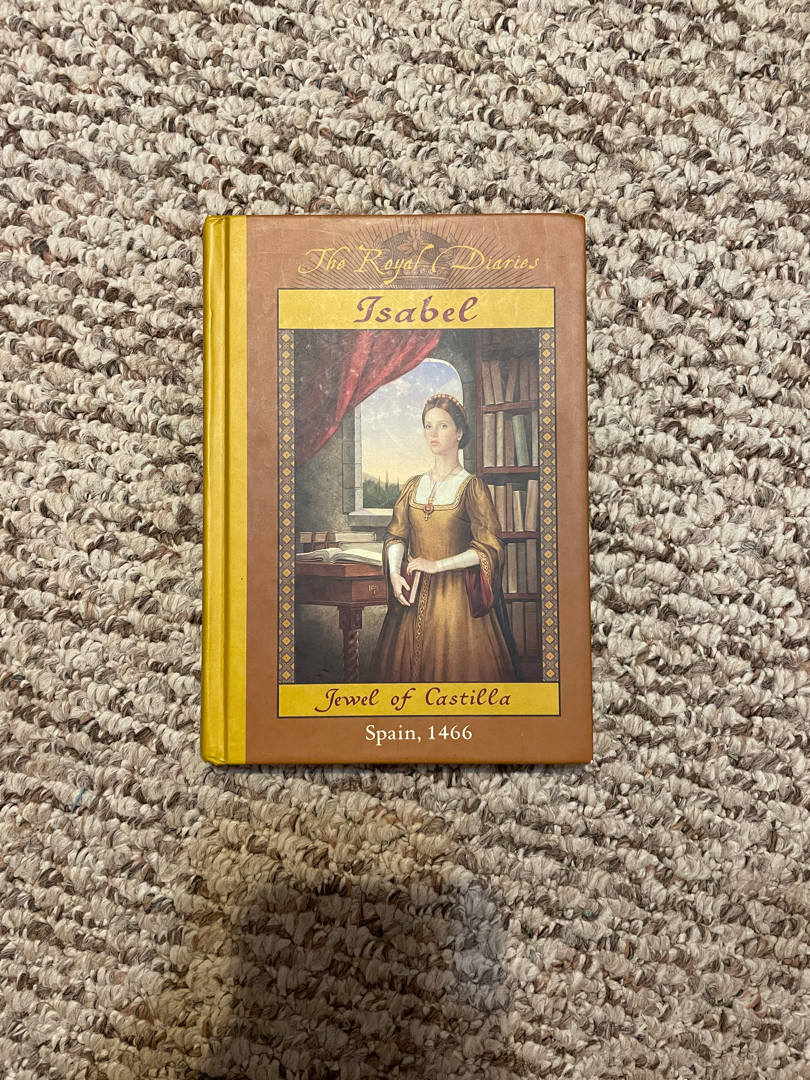 The Royal Diaries
Isabel
Jewel of Castilla
Spain, 1466